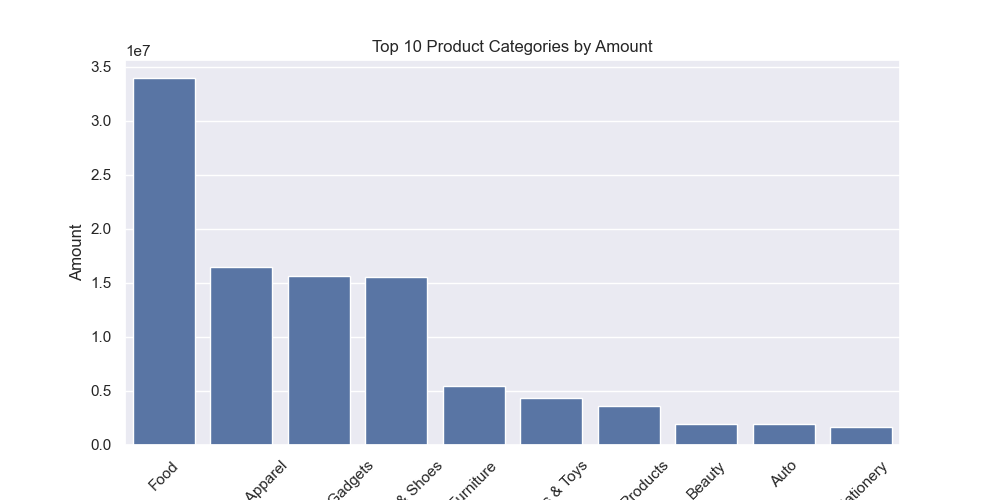 Top 10 Product Categories by Amount
1e7
3.5
3.0
2.5
2.0
1.5
1.0
0.5
0.0
Amount
Food
Apparel
Gadgets
& Shoes
Furniture
& Toys
Products
Beauty
Auto